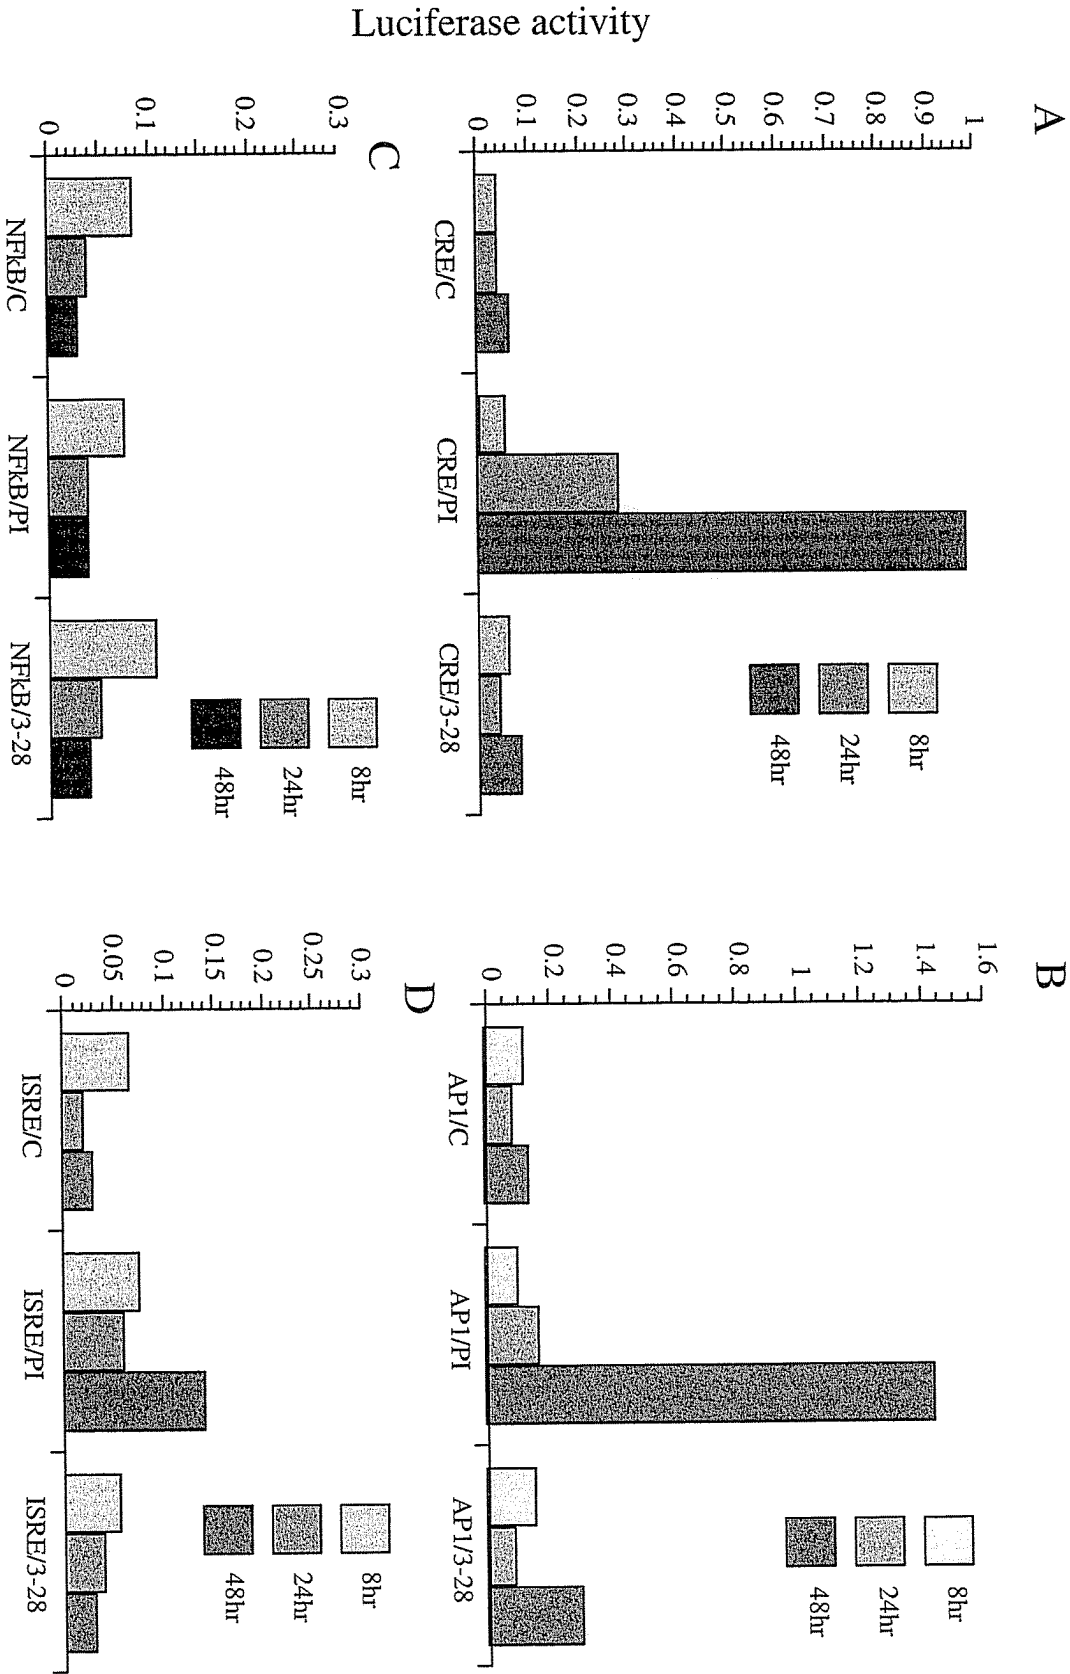 Luciferase activity
A
1
0.9
0.8
0.7
0.6
0.5
0.4
0.3
0.2
0.1
0
CRE/C
CRE/PI
CRE/3-28
8hr
24hr
48hr
B
1.6
1.4
1.2
1
0.8
0.6
0.4
0.2
0
AP1/C
AP1/PI
AP1/3-28
8hr
24hr
48hr
C
0.3
0.2
0.1
0
NFkB/C
NFkB/PI
NFkB/3-28
8hr
24hr
48hr
D
0.3
0.25
0.2
0.15
0.1
0.05
0
ISRE/C
ISRE/PI
ISRE/3-28
8hr
24hr
48hr